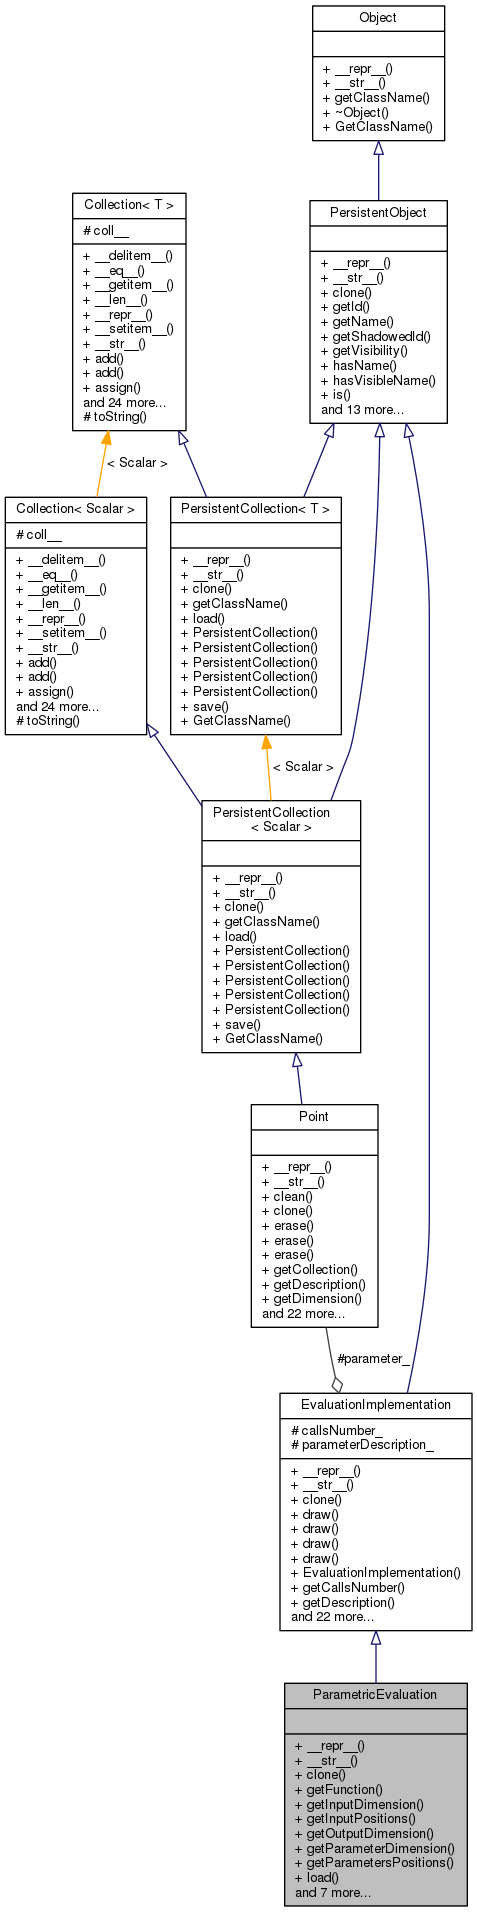 Object
+ __repr__()
+ __str__()
+ getClassName()
+ ~Object()
+ GetClassName()
Collection< T >
# coll__
+ __delitem__()
+ __eq__()
+ __getitem__()
+ __len__()
+ __repr__()
+ __setitem__()
+ __str__()
+ add()
+ add()
+ assign()
and 24 more...
# toString()
PersistentObject
+ __repr__()
+ __str__()
+ clone()
+ getId()
+ getName()
+ getShadowedId()
+ getVisibility()
+ hasName()
+ hasVisibleName()
+ is()
and 13 more...
< Scalar >
Collection< Scalar >
# coll__
+ __delitem__()
+ __eq__()
+ __getitem__()
+ __len__()
+ __repr__()
+ __setitem__()
+ __str__()
+ add()
+ add()
+ assign()
and 24 more...
# toString()
PersistentCollection< T >
+ __repr__()
+ __str__()
+ clone()
+ getClassName()
+ load()
+ PersistentCollection()
+ PersistentCollection()
+ PersistentCollection()
+ PersistentCollection()
+ PersistentCollection()
+ save()
+ GetClassName()
< Scalar >
PersistentCollection
< Scalar >
+ __repr__()
+ __str__()
+ clone()
+ getClassName()
+ load()
+ PersistentCollection()
+ PersistentCollection()
+ PersistentCollection()
+ PersistentCollection()
+ PersistentCollection()
+ save()
+ GetClassName()
Point
+ __repr__()
+ __str__()
+ clean()
+ clone()
+ erase()
+ erase()
+ erase()
+ getCollection()
+ getDescription()
+ getDimension()
and 22 more...
#parameter_
EvaluationImplementation
# callsNumber_
# parameterDescription_
+ __repr__()
+ __str__()
+ clone()
+ draw()
+ draw()
+ draw()
+ draw()
+ EvaluationImplementation()
+ getCallsNumber()
+ getDescription()
and 22 more...
ParametricEvaluation
+ __repr__()
+ __str__()
+ clone()
+ getFunction()
+ getInputDimension()
+ getInputPositions()
+ getOutputDimension()
+ getParameterDimension()
+ getParametersPositions()
+ load()
and 7 more...